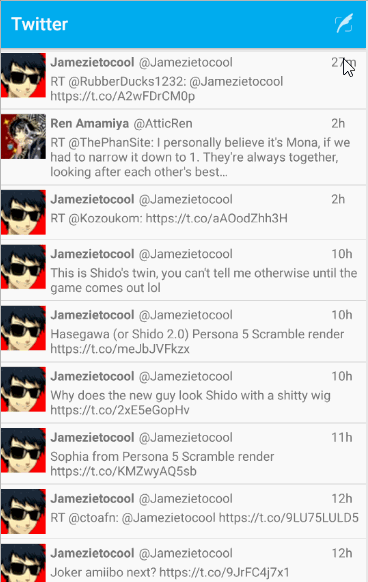 Twitter
Jamezietocool @Jamezietocool 27m
RT @RubberDucks1232: @Jamezietocool
https://t.co/A2wFDrCM0p
Ren Amamiya @AtticRen 2h
RT @ThePhanSite: I personally believe it's Mona, if we
had to narrow it down to 1. They're always together,
looking after each other's best...
Jamezietocool @Jamezietocool 2h
RT @Kozoukom: https://t.co/aAOodZhh3H
Jamezietocool @Jamezietocool 10h
This is Shido's twin, you can't tell me otherwise until the
game comes out lol
Jamezietocool @Jamezietocool 10h
Hasegawa (or Shido 2.0) Persona 5 Scramble render
https://t.co/meJbJVFkzx
Jamezietocool @Jamezietocool 10h
Why does the new guy look Shido with a shitty wig
https://t.co/2xE5eGopHv
Jamezietocool @Jamezietocool 11h
Sophia from Persona 5 Scramble render
https://t.co/KMZwyAQ5sb
Jamezietocool @Jamezietocool 12h
RT @ctoafn: @Jamezietocool https://t.co/9LU75LULD5
Jamezietocool @Jamezietocool 12h
Joker amiibo next? https://t.co/9JrFC4j7x1